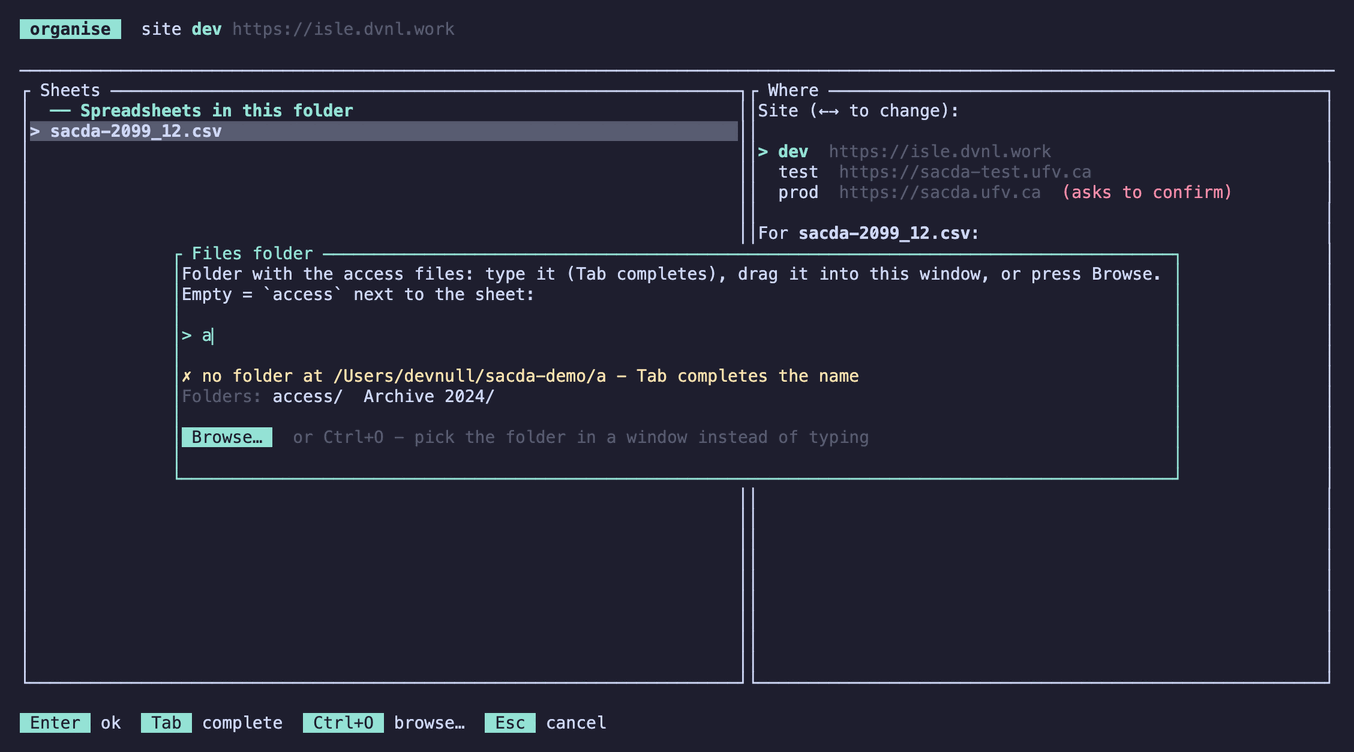 organise site dev https://isle.dvnl.work
Sheets
—— Spreadsheets in this folder
> sacda-2099_12.csv
Where
Site (←→ to change):
> dev https://isle.dvnl.work
test https://sacda-test.ufv.ca
prod https://sacda.ufv.ca (asks to confirm)
For sacda-2099_12.csv:
Files folder
Folder with the access files: type it (Tab completes), drag it into this window, or press Browse.
Empty = `access` next to the sheet:
> a
✗ no folder at /Users/devnull/sacda-demo/a — Tab completes the name
Folders: access/ Archive 2024/
Browse… or Ctrl+O — pick the folder in a window instead of typing
Enter ok Tab complete Ctrl+O browse… Esc cancel